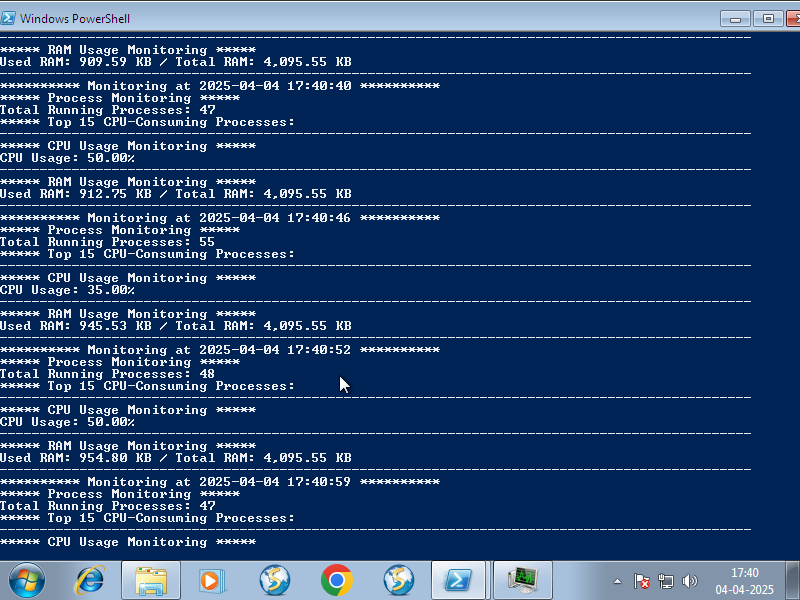 Windows PowerShell
--------------------------------------------------------------------------------------
***** RAM Usage Monitoring *****
Used RAM: 909.59 KB / Total RAM: 4,095.55 KB
--------------------------------------------------------------------------------------
********** Monitoring at 2025-04-04 17:40:40 **********
***** Process Monitoring *****
Total Running Processes: 47
***** Top 15 CPU-Consuming Processes:
--------------------------------------------------------------------------------------
***** CPU Usage Monitoring *****
CPU Usage: 50.00%
--------------------------------------------------------------------------------------
***** RAM Usage Monitoring *****
Used RAM: 912.75 KB / Total RAM: 4,095.55 KB
--------------------------------------------------------------------------------------
********** Monitoring at 2025-04-04 17:40:46 **********
***** Process Monitoring *****
Total Running Processes: 55
***** Top 15 CPU-Consuming Processes:
--------------------------------------------------------------------------------------
***** CPU Usage Monitoring *****
CPU Usage: 35.00%
--------------------------------------------------------------------------------------
***** RAM Usage Monitoring *****
Used RAM: 945.53 KB / Total RAM: 4,095.55 KB
--------------------------------------------------------------------------------------
********** Monitoring at 2025-04-04 17:40:52 **********
***** Process Monitoring *****
Total Running Processes: 48
***** Top 15 CPU-Consuming Processes:
--------------------------------------------------------------------------------------
***** CPU Usage Monitoring *****
CPU Usage: 50.00%
--------------------------------------------------------------------------------------
***** RAM Usage Monitoring *****
Used RAM: 954.80 KB / Total RAM: 4,095.55 KB
--------------------------------------------------------------------------------------
********** Monitoring at 2025-04-04 17:40:59 **********
***** Process Monitoring *****
Total Running Processes: 47
***** Top 15 CPU-Consuming Processes:
--------------------------------------------------------------------------------------
***** CPU Usage Monitoring *****
17:40
04-04-2025